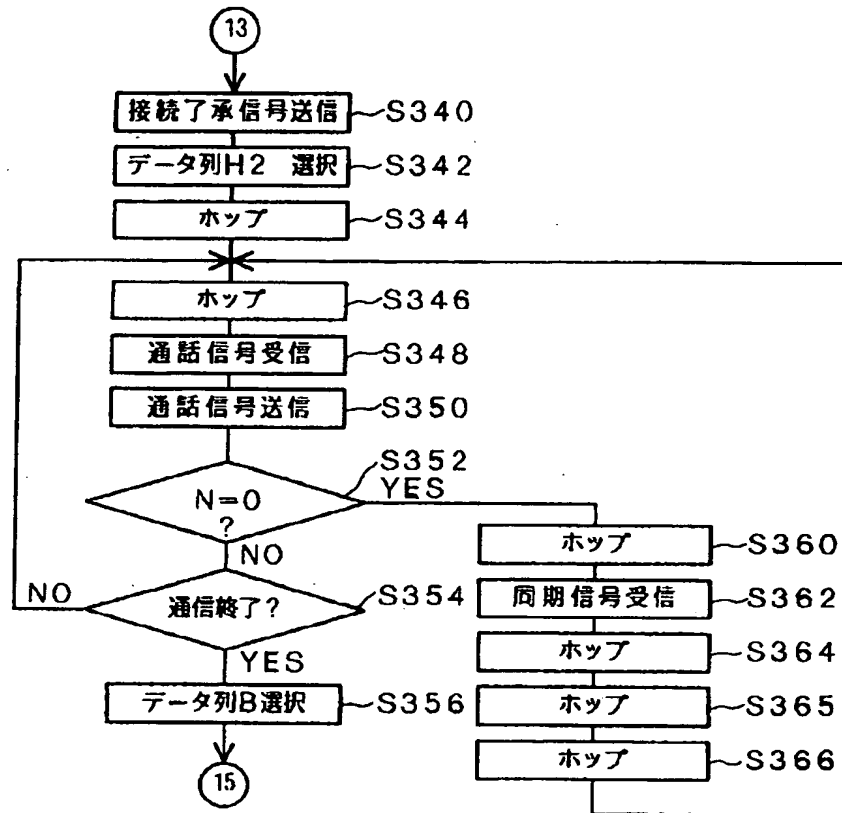 13
接続了承信号送信 S340
データ列H2 選択 S342
ホップ S344
ホップ S346
通話信号受信 S348
通話信号送信 S350
S352
N=0
?
YES
NO
通信終了?
S354
NO
YES
データ列B選択 S356
15
ホップ S360
同期信号受信 S362
ホップ S364
ホップ S365
ホップ S366